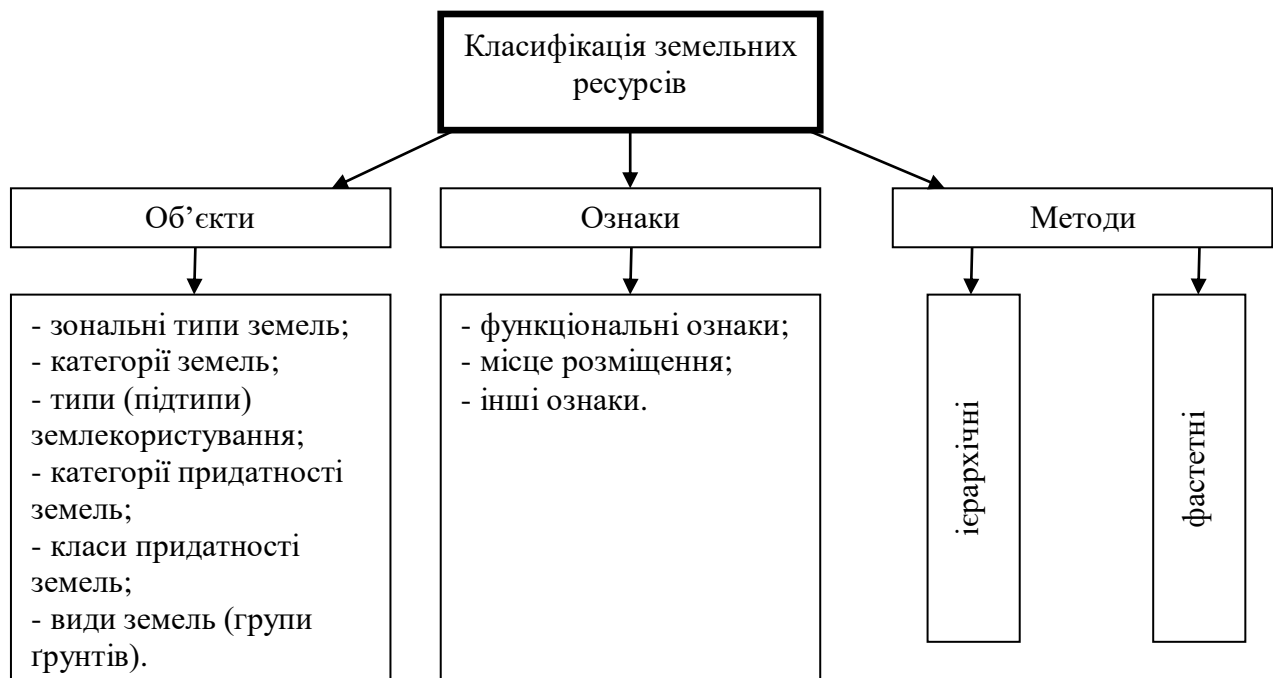 Класифікація земельних
ресурсів
Об’єкти
Ознаки
Методи
- зональні типи земель;
- категорії земель;
- типи (підтипи)
землекористування;
- категорії придатності
земель;
- класи придатності
земель;
- види земель (групи
ґрунтів).
- функціональні ознаки;
- місце розміщення;
- інші ознаки.
ієрархічні
фастетні